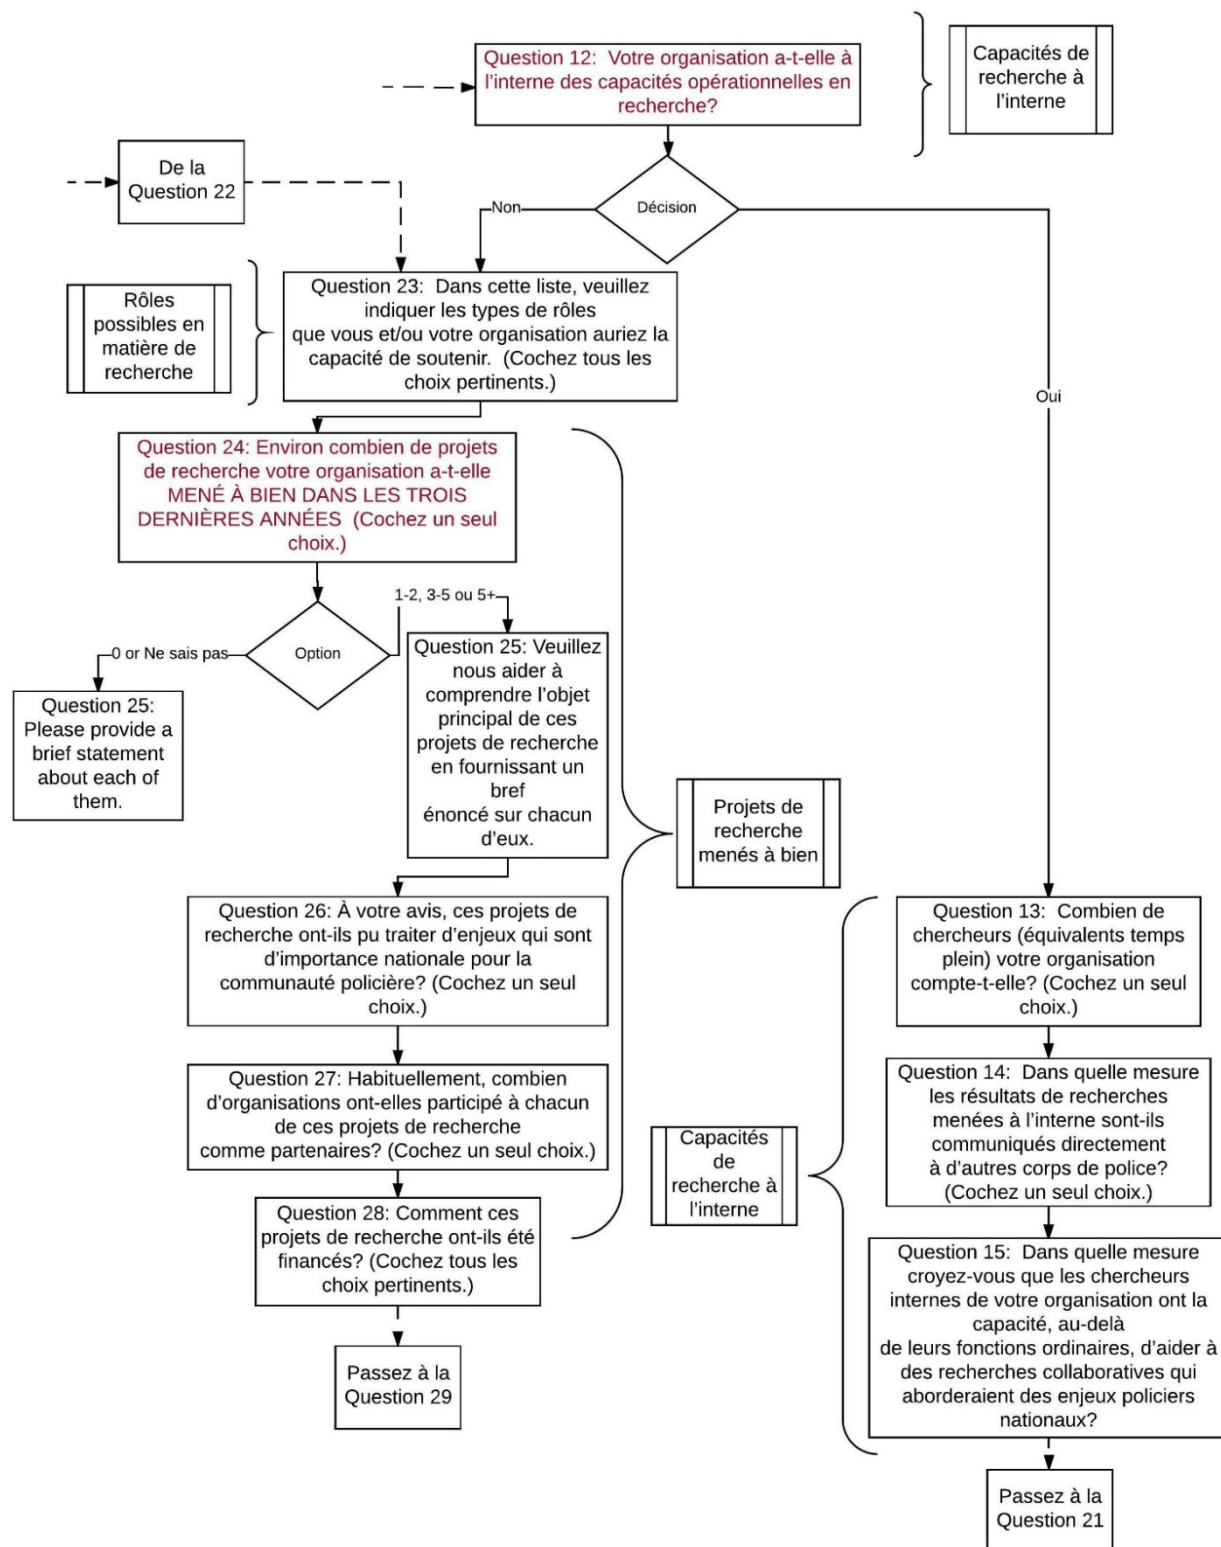 Question 12:  Votre organisation a-t-elle à
l’interne des capacités opérationnelles en
recherche?
Capacités de
recherche à
l’interne
De la
Question 22
Décision
Non
Oui
Rôles
possibles en
matière de
recherche
Question 23:  Dans cette liste, veuillez
indiquer les types de rôles
que vous et/ou votre organisation auriez la
capacité de soutenir.  (Cochez tous les
choix pertinents.)
Question 24: Environ combien de projets
de recherche votre organisation a-t-elle
MENÉ À BIEN DANS LES TROIS
DERNIÈRES ANNÉES  (Cochez un seul
choix.)
1-2, 3-5 ou 5+
0 or Ne sais pas
Option
Question 25:
Please provide a
brief statement
about each of
them.
Question 25: Veuillez
nous aider à
comprendre l’objet
principal de ces
projets de recherche
en fournissant un
bref
énoncé sur chacun
d’eux.
Projets de
recherche
menés à bien
Question 26: À votre avis, ces projets de
recherche ont-ils pu traiter d’enjeux qui sont
d’importance nationale pour la
communauté policière? (Cochez un seul
choix.)
Question 27: Habituellement, combien
d’organisations ont-elles participé à chacun
de ces projets de recherche
comme partenaires? (Cochez un seul choix.)
Question 28: Comment ces
projets de recherche ont-ils été
financés? (Cochez tous les
choix pertinents.)
Passez à la
Question 29
Capacités
de
recherche à
l’interne
Question 13:  Combien de
chercheurs (équivalents temps
plein) votre organisation
compte-t-elle? (Cochez un seul
choix.)
Question 14:  Dans quelle mesure
les résultats de recherches
menées à l’interne sont-ils
communiqués directement
à d’autres corps de police?
(Cochez un seul choix.)
Question 15:  Dans quelle mesure
croyez-vous que les chercheurs
internes de votre organisation ont la
capacité, au-delà
de leurs fonctions ordinaires, d’aider à
des recherches collaboratives qui
aborderaient des enjeux policiers
nationaux?
Passez à la
Question 21